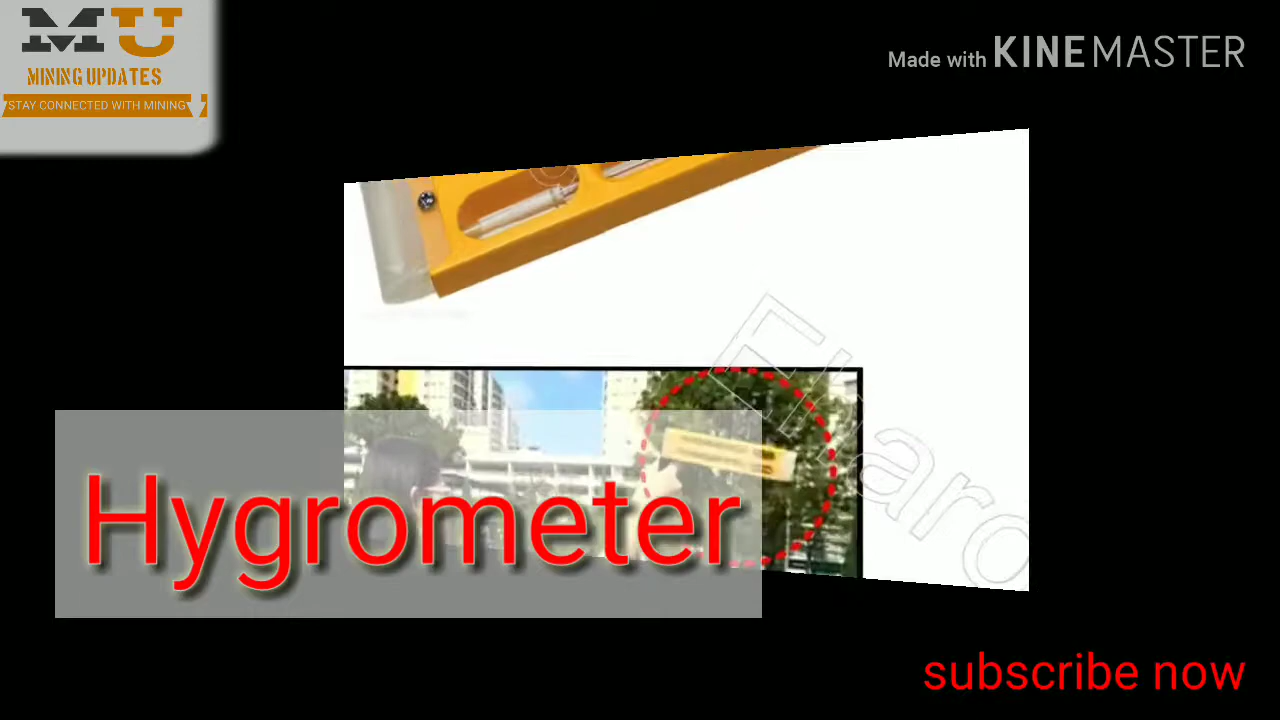 MU
MINING UPDATES
STAY CONNECTED WITH MINING
Made with KINEMASTER
Hygrometer
subscribe now